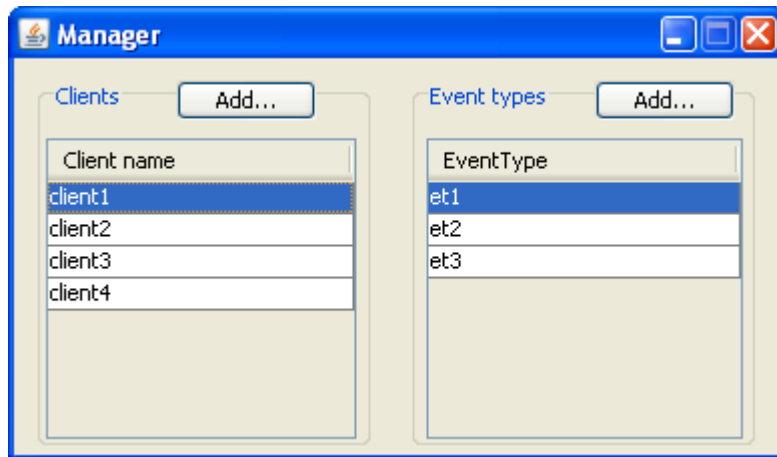 Manager
Clients
Add...
Client name
client1
client2
client3
client4
Event types
Add...
EventType
et1
et2
et3